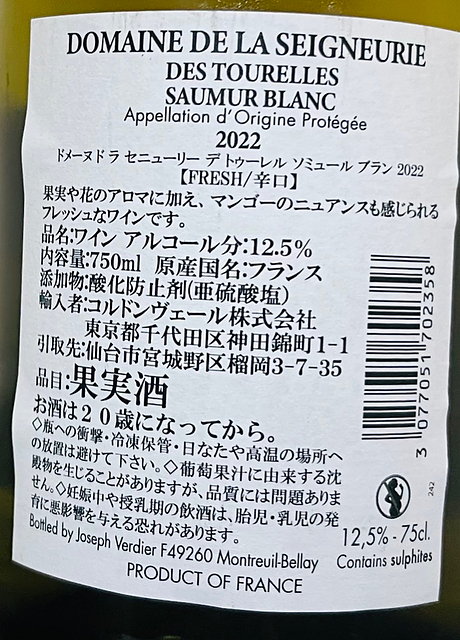 DOMAINE DE LA SEIGNEURIE
DES TOURELLES
SAUMUR BLANC
Appellation d'Origine Protégée
2022
ドメーヌ ド ラ セニューリー デ トゥーレル ソミュール ブラン 2022
【FRESH/辛口】
果実や花のアロマに加え、マンゴーのニュアンスも感じられる
フレッシュなワインです。
品名:ワイン アルコール分:12.5%
内容量:750ml 原産国名:フランス
添加物:酸化防止剤(亜硫酸塩)
輸入者:コルドンヴェール株式会社
東京都千代田区神田錦町1-1
引取先:仙台市宮城野区榴岡3-7-35
品目:果実酒
お酒は20歳になってから。
◇瓶への衝撃・冷凍保管・日なたや高温の場所へ
の放置は避けて下さい。◇葡萄果汁に由来する沈
殿物を生じることがありますが、品質には問題ありま
せん。◇妊娠中や授乳期の飲酒は、胎児・乳児の発
育に悪影響を与える恐れがあります。
Bottled by Joseph Verdier F49260 Montreuil-Bellay
PRODUCT OF FRANCE
3 077051 702358
242
12,5% - 75cl.
Contains sulphites